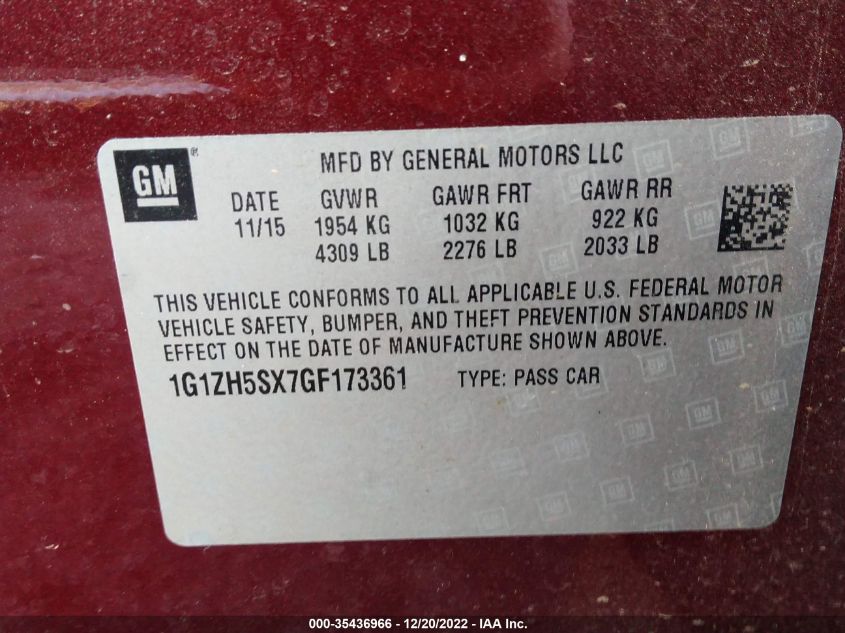 GM®
MFD BY GENERAL MOTORS LLC
DATE GVWR GAWR FRT GAWR RR
11/15 1954 KG 1032 KG 922 KG
4309 LB 2276 LB 2033 LB
THIS VEHICLE CONFORMS TO ALL APPLICABLE U.S. FEDERAL MOTOR
VEHICLE SAFETY, BUMPER, AND THEFT PREVENTION STANDARDS IN
EFFECT ON THE DATE OF MANUFACTURE SHOWN ABOVE.
1G1ZH5SX7GF173361 TYPE: PASS CAR
000-35436966 - 12/20/2022 - IAA Inc.